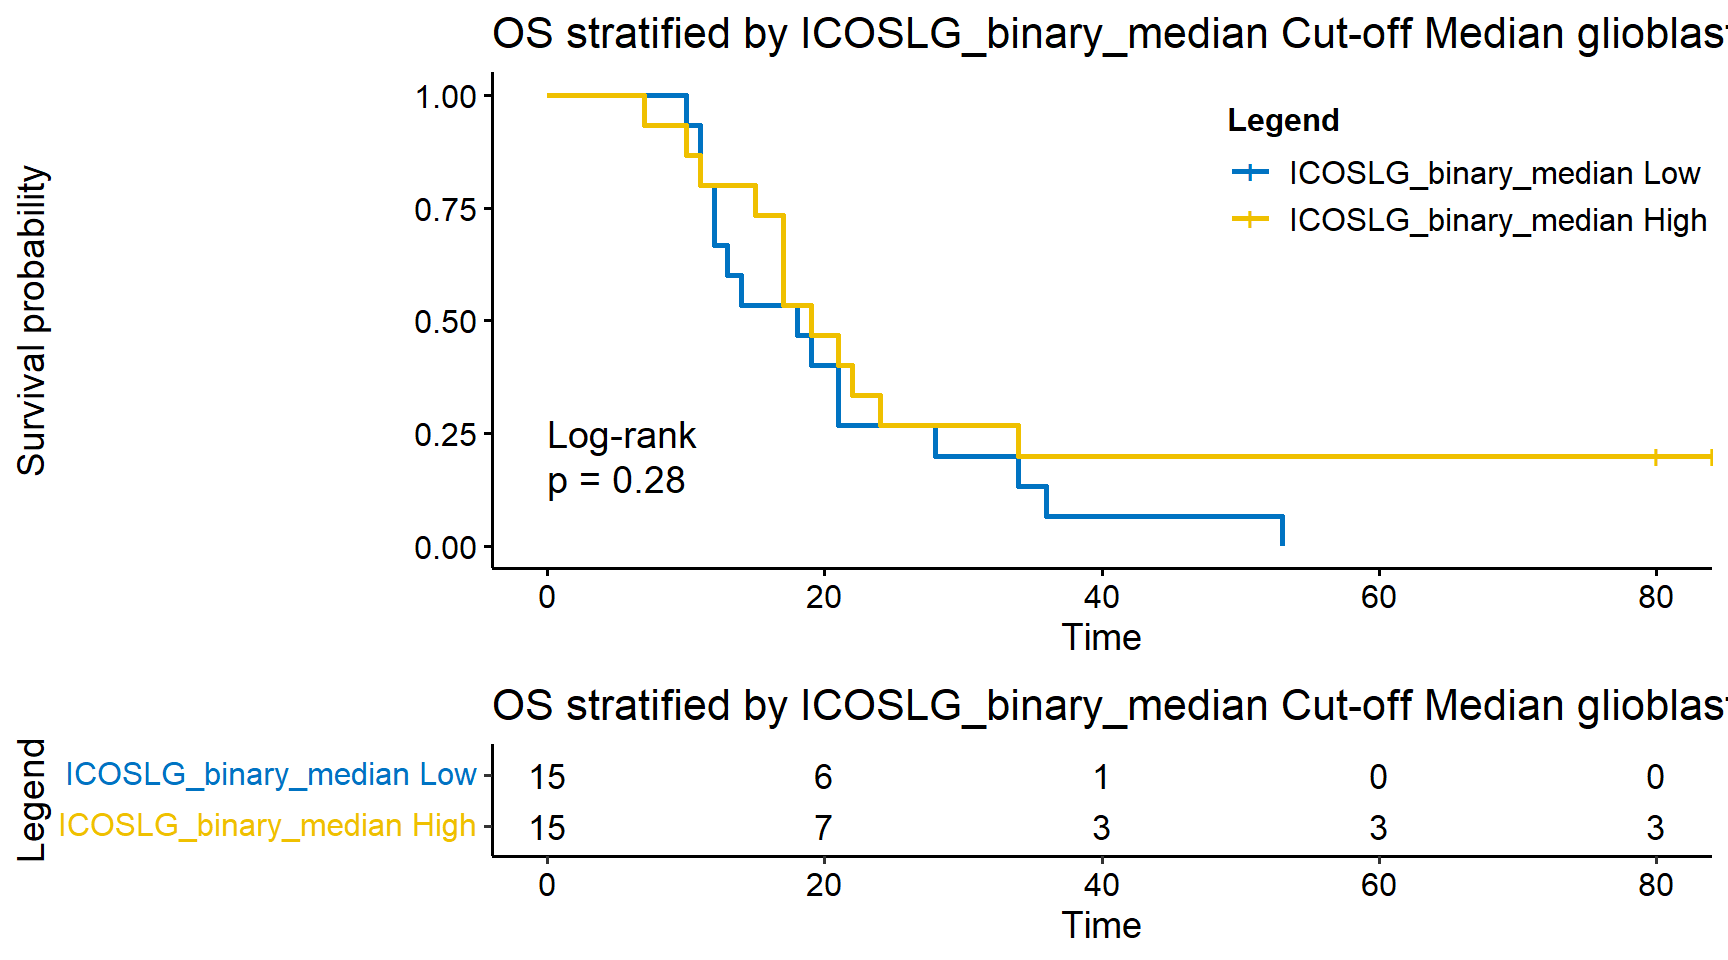 OS stratified by ICOSLG_binary_median Cut-off Median glioblast
Survival probability
1.00
0.75
0.50
0.25
0.00
Legend
ICOSLG_binary_median Low
ICOSLG_binary_median High
Log-rank
p = 0.28
0 20 40 60 80
Time
OS stratified by ICOSLG_binary_median Cut-off Median glioblast
Legend
ICOSLG_binary_median Low 15 6 1 0 0
ICOSLG_binary_median High 15 7 3 3 3
0 20 40 60 80
Time